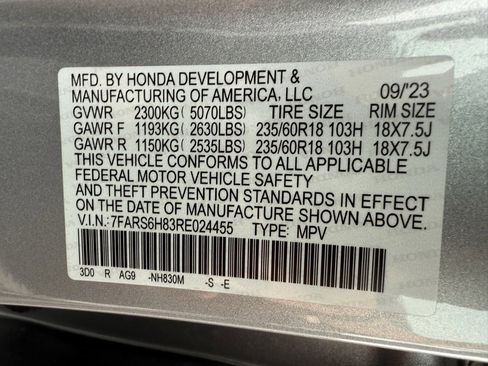 MFD. BY HONDA DEVELOPMENT &
MANUFACTURING OF AMERICA, LLC 09/'23
GVWR 2300KG( 5070LBS) TIRE SIZE RIM SIZE
GAWR F 1193KG( 2630LBS) 235/60R18 103H 18X7.5J
GAWR R 1150KG( 2535LBS) 235/60R18 103H 18X7.5J
THIS VEHICLE CONFORMS TO ALL APPLICABLE
FEDERAL MOTOR VEHICLE SAFETY
AND THEFT PREVENTION STANDARDS IN EFFECT
ON THE DATE OF MANUFACTURE SHOWN ABOVE.
V.I.N.:7FARS6H83RE024455 TYPE: MPV
3D0 R AG9 -NH830M -S -E